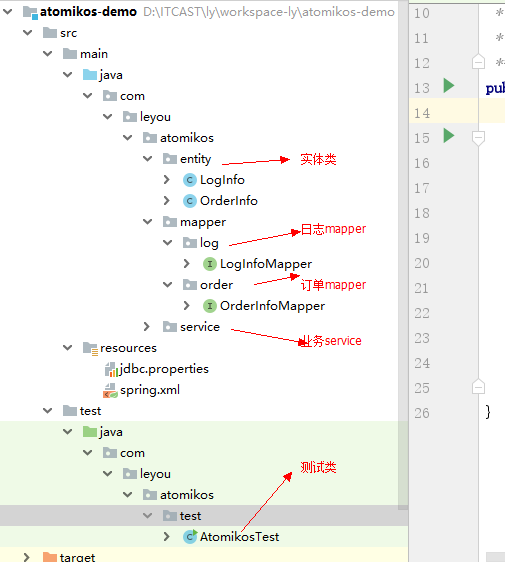 atomikos-demo D:\ITCAST\ly\workspace-ly\atomikos-demo
src
main
java
com
leyou
atomikos
entity 实体类
LogInfo
OrderInfo
mapper
log 日志mapper
LogInfoMapper
order 订单mapper
OrderInfoMapper
service 业务service
resources
jdbc.properties
spring.xml
test
java
com
leyou
atomikos
test 测试类
AtomikosTest
target
10 *
11 *
12 *
13 pub
14
15
16
17
18
19
20
21
22
23
24
25
26 }